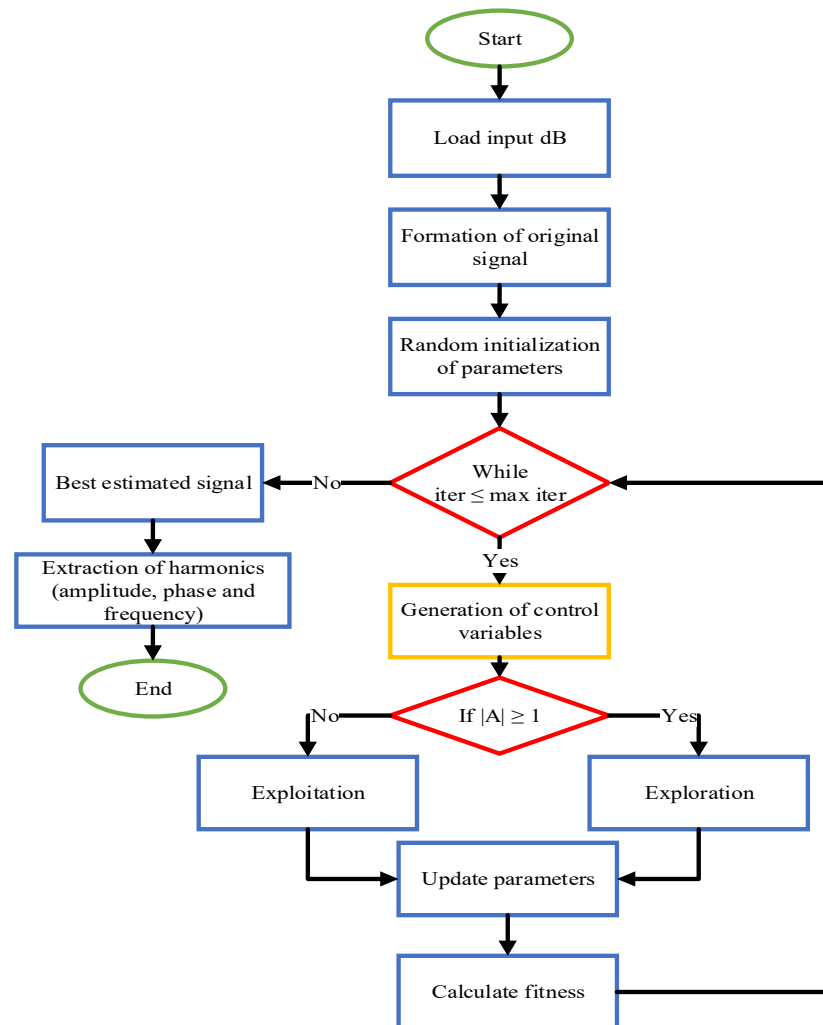 Start
Load input dB
Formation of original
signal
Random initialization
of parameters
While
iter ≤ max iter
No
Best estimated signal
Extraction of harmonics
(amplitude, phase and
frequency)
End
Yes
Generation of control
variables
If |A| ≥ 1
No
Yes
Exploitation
Exploration
Update parameters
Calculate fitness